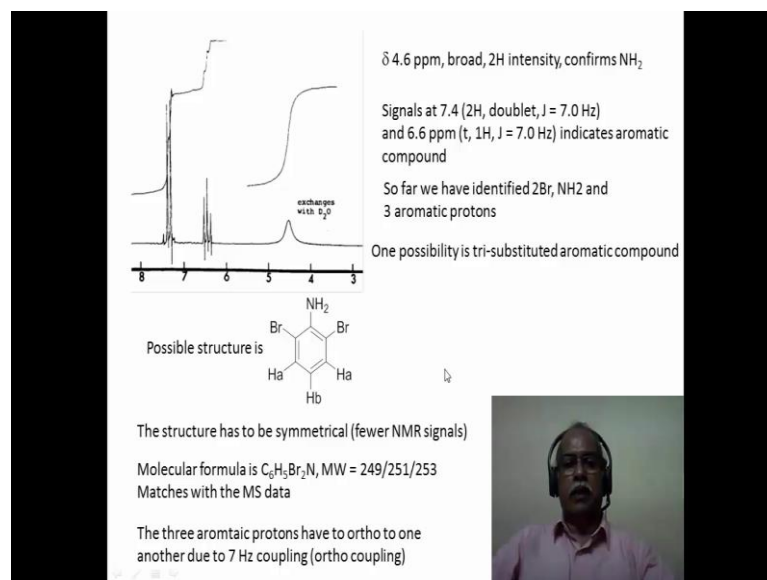 δ 4.6 ppm, broad, 2H intensity, confirms NH₂
Signals at 7.4 (2H, doublet, J = 7.0 Hz)
and 6.6 ppm (t, 1H, J = 7.0 Hz) indicates aromatic
compound
So far we have identified 2Br, NH2 and
3 aromatic protons
One possibility is tri-substituted aromatic compound
exchanges
with D₂O
8 7 6 5 4 3
Possible structure is
NH₂
Br Br
Ha Ha
Hb
The structure has to be symmetrical (fewer NMR signals)
Molecular formula is C₆H₅Br₂N, MW = 249/251/253
Matches with the MS data
The three aromtaic protons have to ortho to one
another due to 7 Hz coupling (ortho coupling)